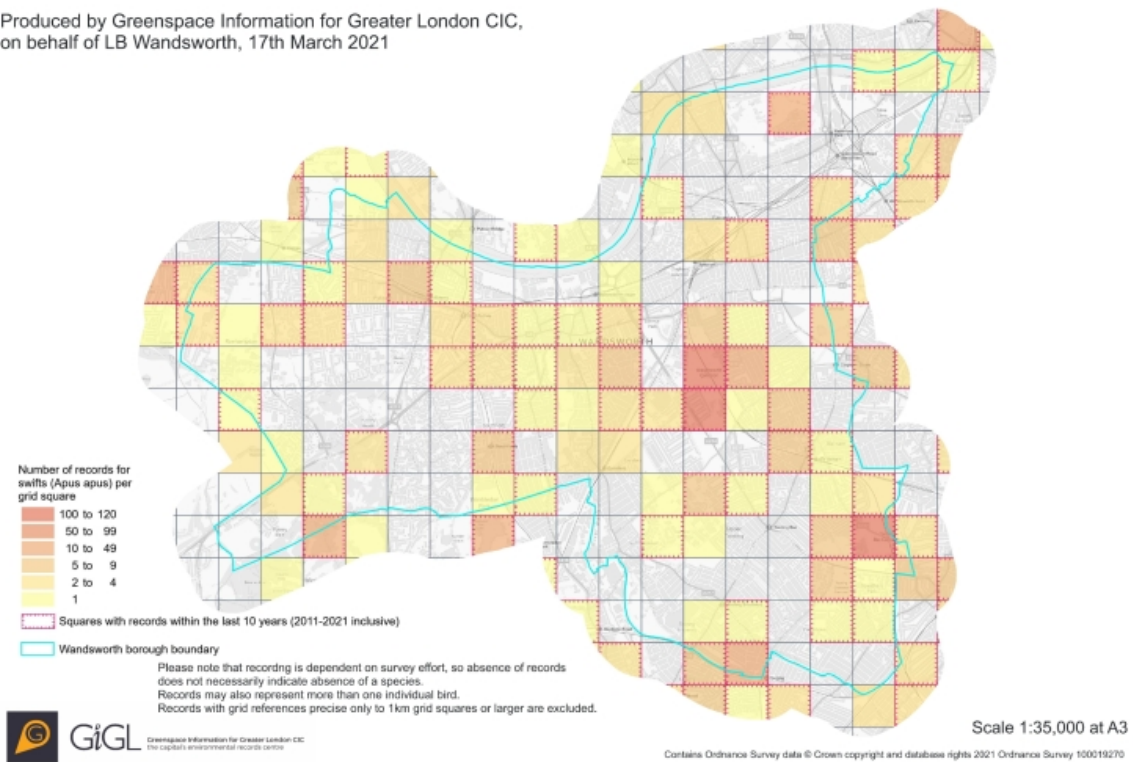 Produced by Greenspace Information for Greater London CIC,
on behalf of LB Wandsworth, 17th March 2021
WANDSWORTH
Number of records for
swifts (Apus apus) per
grid square
100 to 120
50 to 99
10 to 49
5 to 9
2 to 4
1
Squares with records within the last 10 years (2011-2021 inclusive)
Wandsworth borough boundary
Please note that recordng is dependent on survey effort, so absence of records
does not necessarily indicate absence of a species.
Records may also represent more than one individual bird.
Records with grid references precise only to 1km grid squares or larger are excluded.
G
GiGL
Greenspace Information for Greater London CIC
the capital's environmental records centre
Scale 1:35,000 at A3
Contains Ordnance Survey data © Crown copyright and database rights 2021 Ordnance Survey 100019270